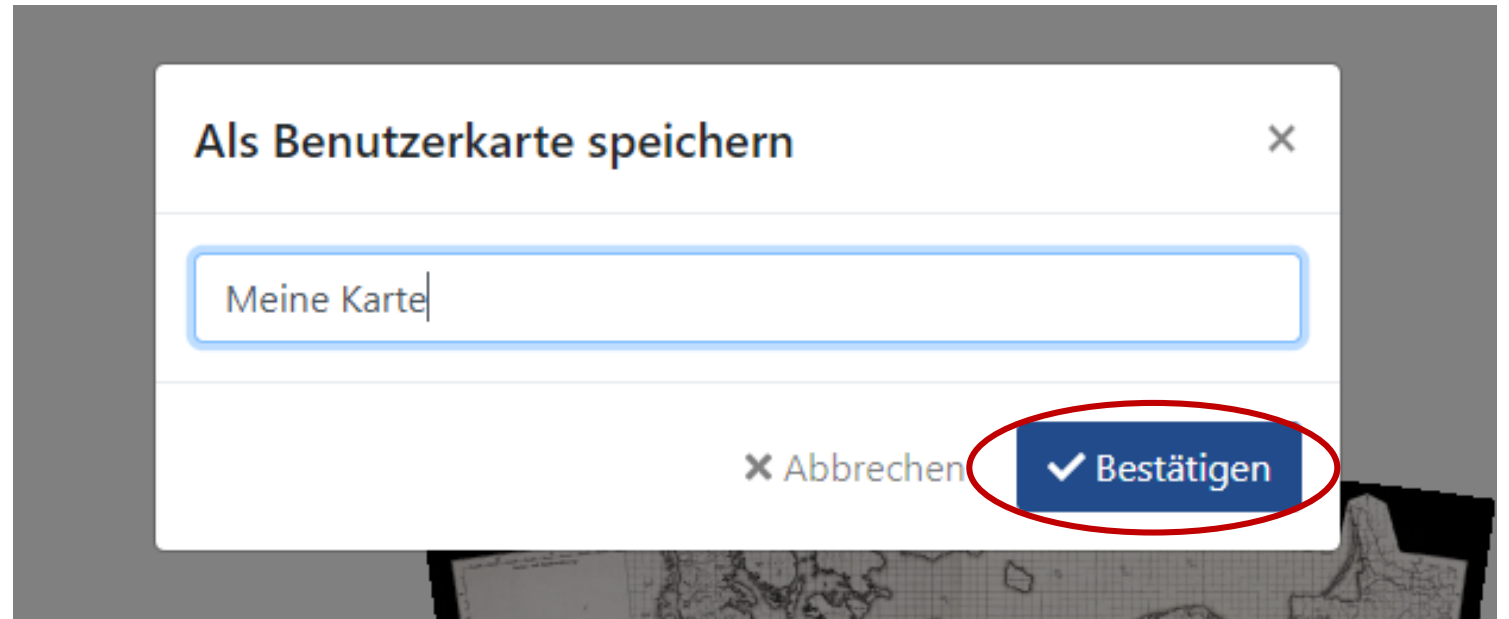 Als Benutzerkarte speichern ×
Meine Karte
Abbrechen Bestätigen